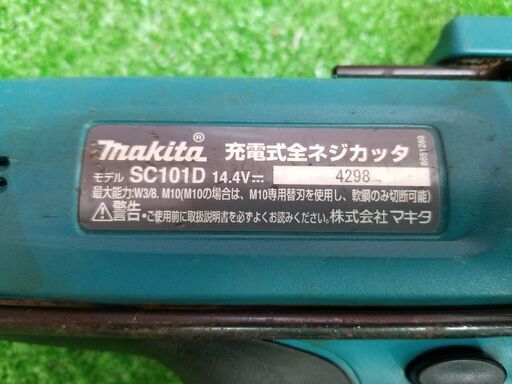 makita® 充電式全ネジカッタ
モデル SC101D 14.4V⎓ 4298
最大能力:W3/8. M10(M10の場合は、M10専用替刃を使用し、軟鋼のみ切断可能)
⚠警告・ご使用前に取扱説明書を必ずよくお読みください。株式会社マキタ
8651269